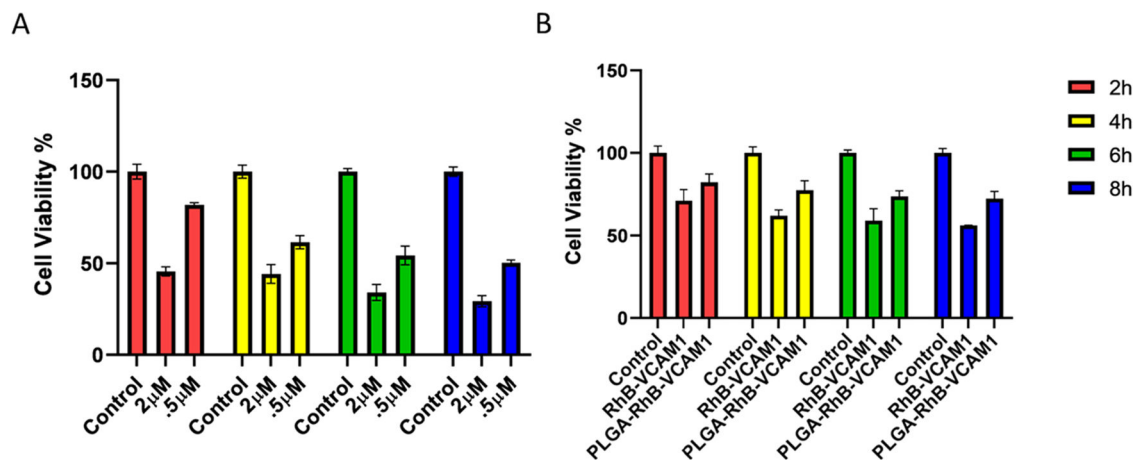 A
150
100
50
0
Cell Viability %
Control
2µM
.5µM
Control
2µM
.5µM
Control
2µM
.5µM
Control
2µM
.5µM
B
150
100
50
0
Cell Viability %
Control
RhB-VCAM1
PLGA-RhB-VCAM1
Control
RhB-VCAM1
PLGA-RhB-VCAM1
Control
RhB-VCAM1
PLGA-RhB-VCAM1
Control
RhB-VCAM1
PLGA-RhB-VCAM1
2h
4h
6h
8h